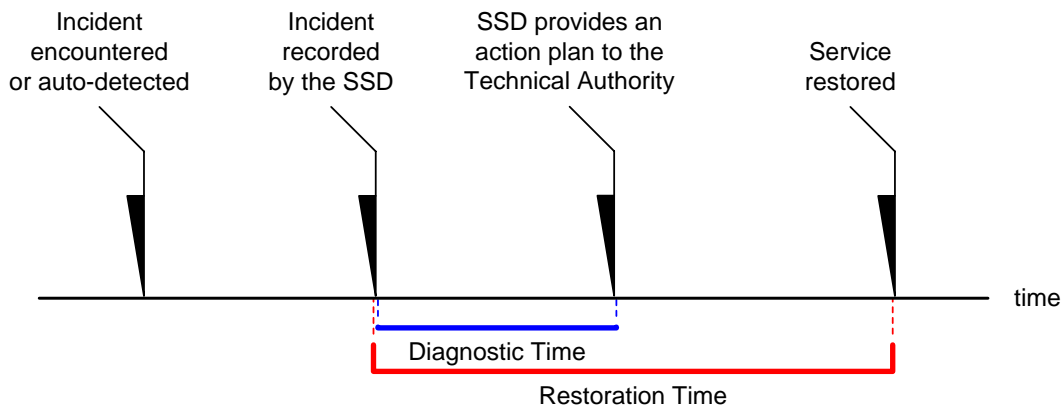 Incident
encountered
or auto-detected
Incident
recorded
by the SSD
SSD provides an
action plan to the
Technical Authority
Service
restored
time
Diagnostic Time
Restoration Time